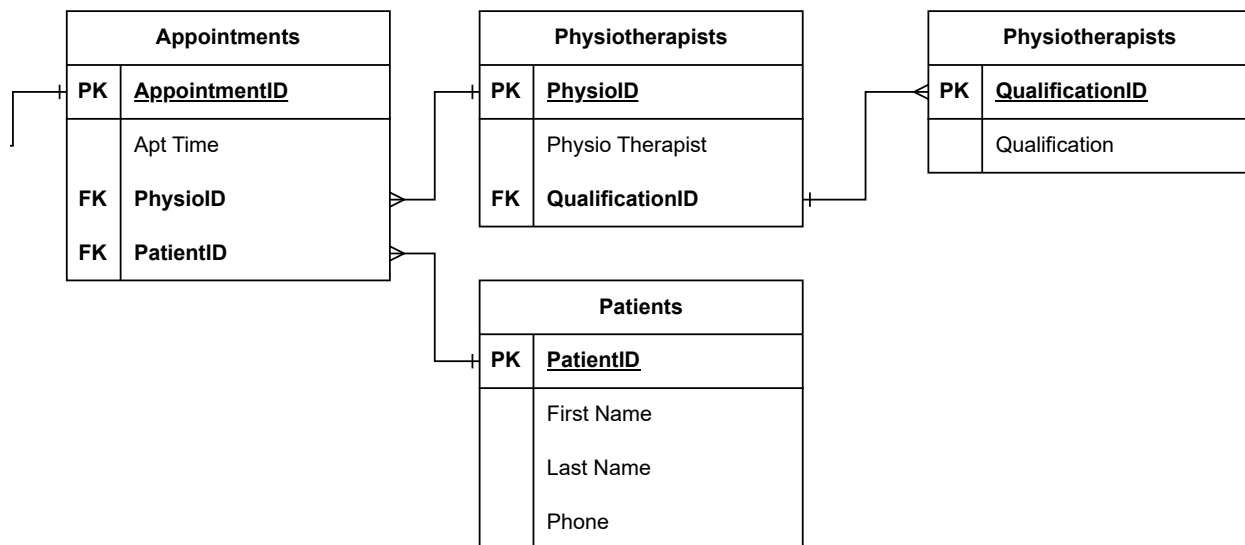 Appointments
PK AppointmentID
Apt Time
FK PhysioID
FK PatientID
Physiotherapists
PK PhysioID
Physio Therapist
FK QualificationID
Physiotherapists
PK QualificationID
Qualification
Patients
PK PatientID
First Name
Last Name
Phone